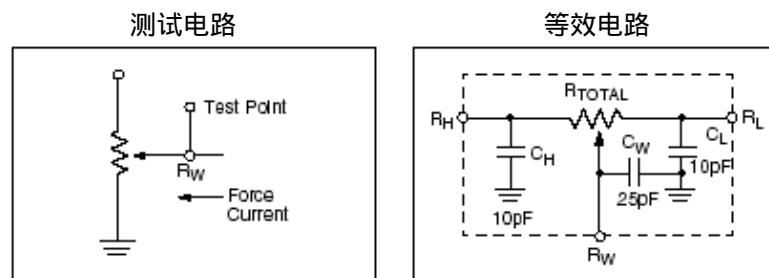 测试电路
等效电路
Test Point
RW
Force
Current
RTOTAL
RH
RL
CH
CW
CL
10pF
10pF
25pF
RW